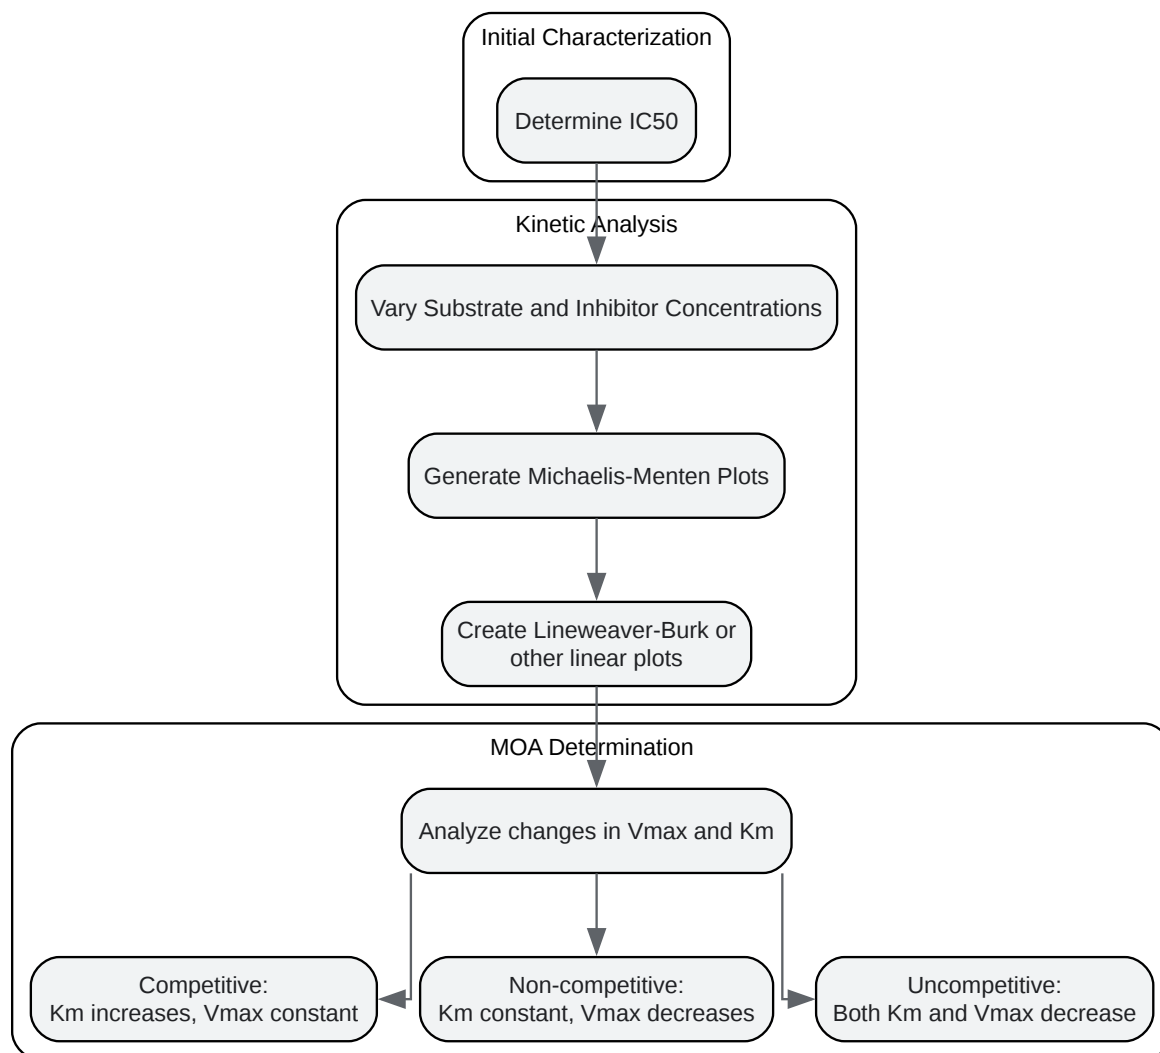 Initial Characterization
Determine IC50
Kinetic Analysis
Vary Substrate and Inhibitor Concentrations
Generate Michaelis-Menten Plots
Create Lineweaver-Burk or
other linear plots
MOA Determination
Analyze changes in Vmax and Km
Competitive:
Km increases, Vmax constant
Non-competitive:
Km constant, Vmax decreases
Uncompetitive:
Both Km and Vmax decrease